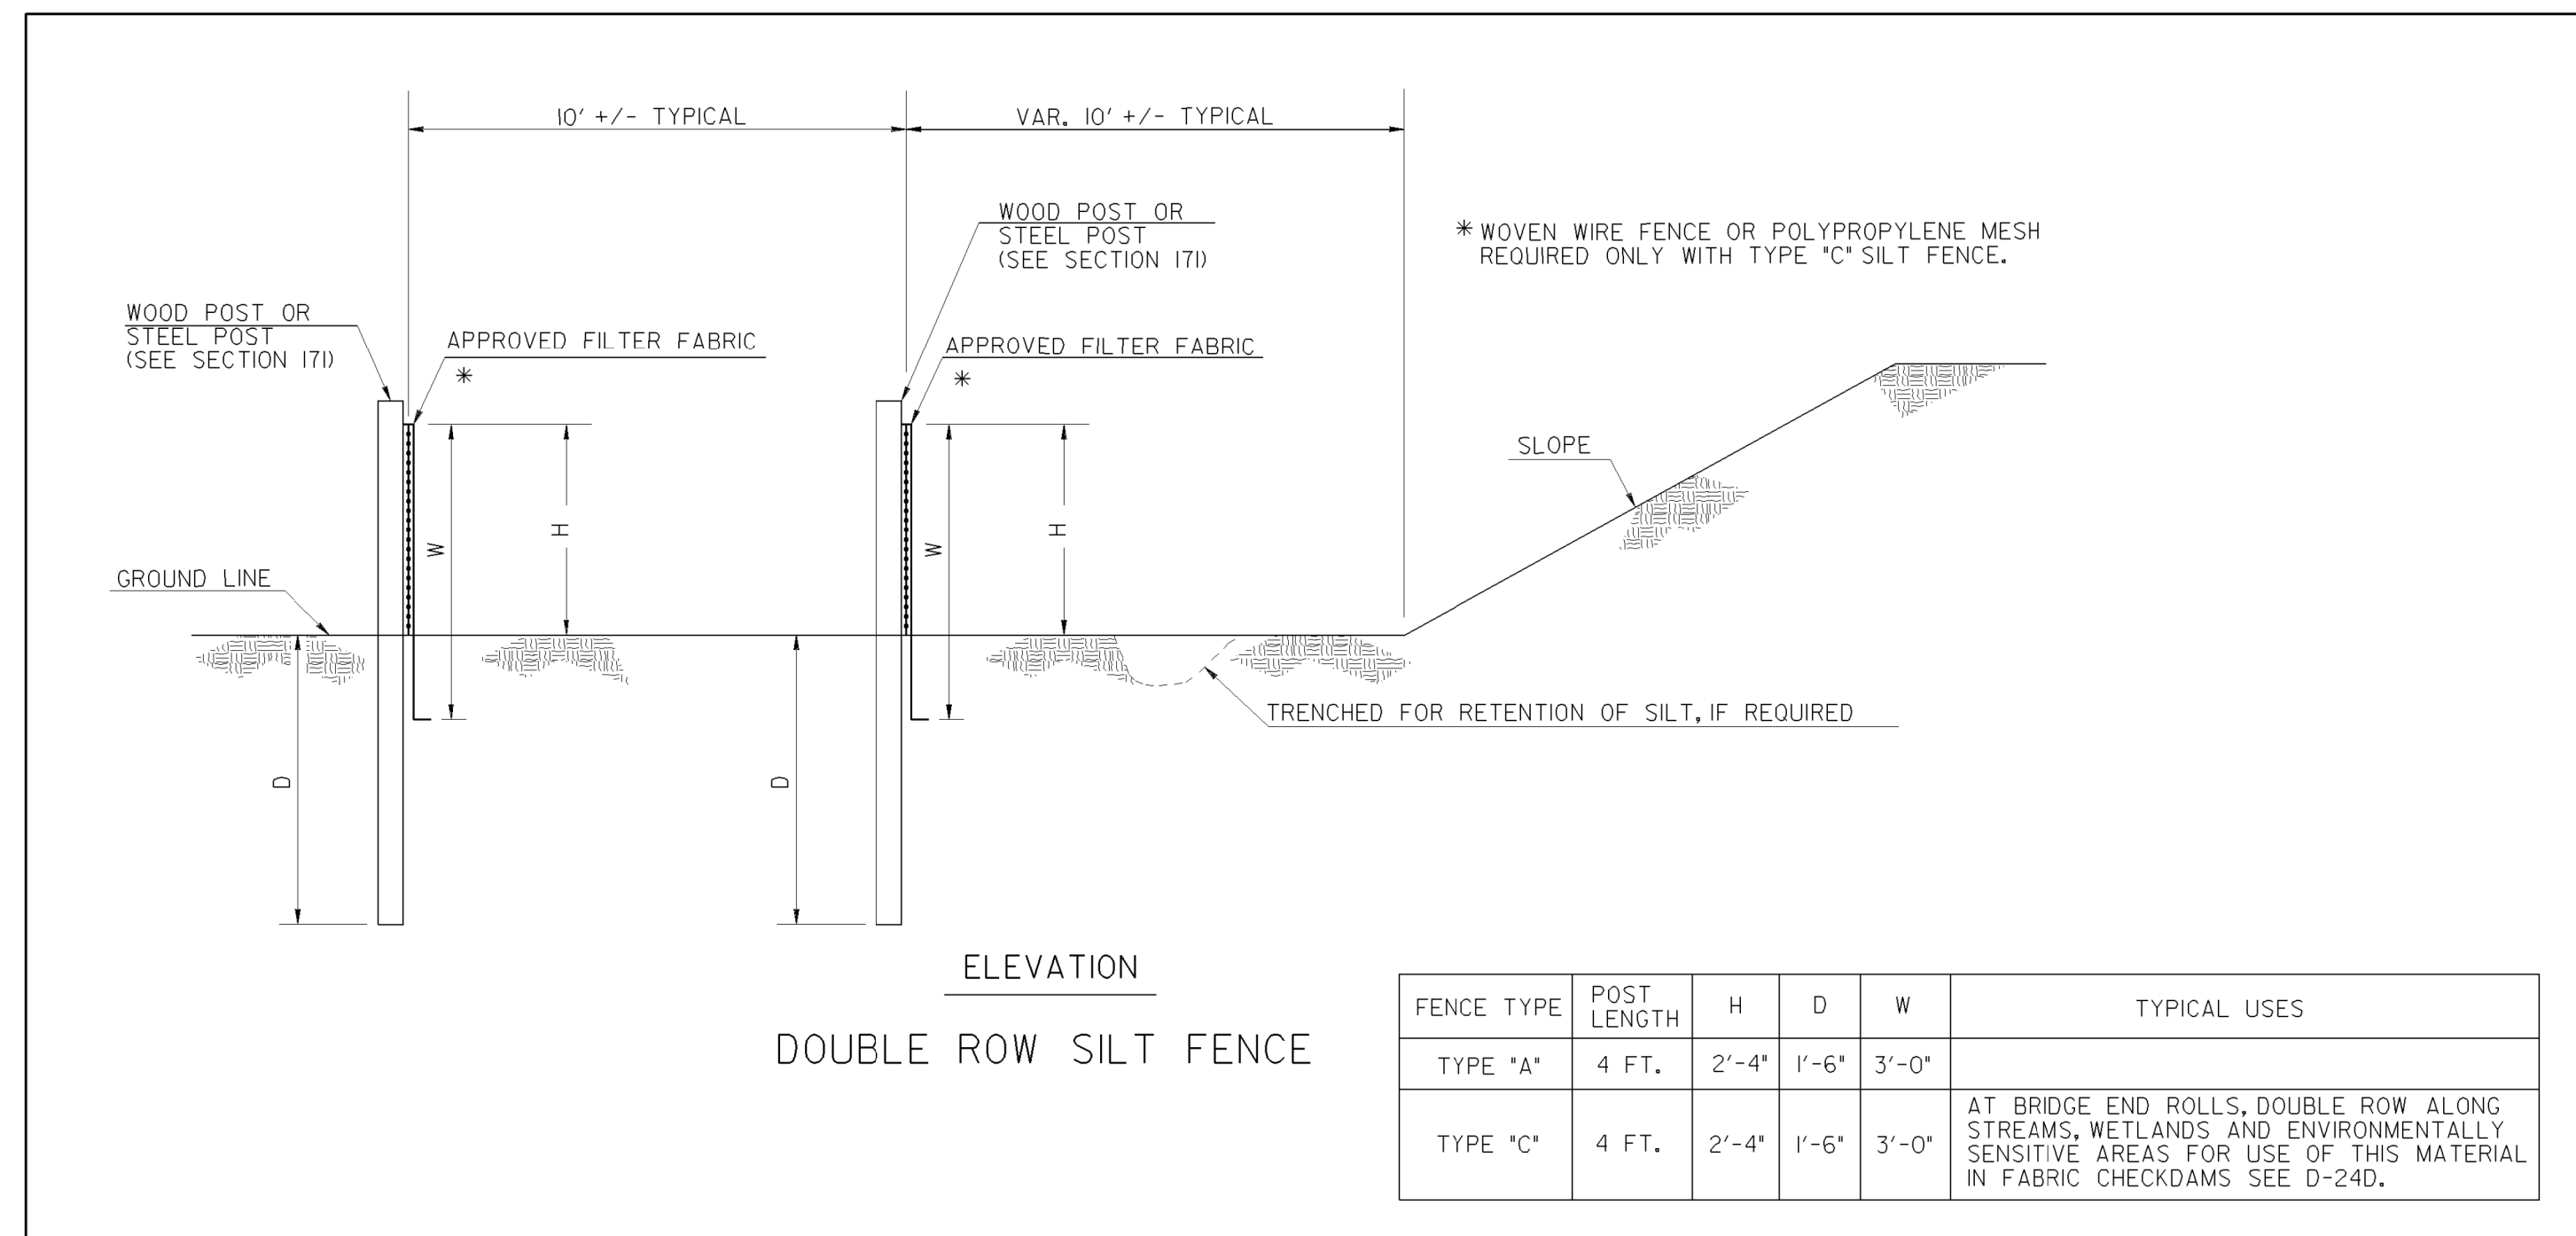 10' +/- TYPICAL
VAR. 10' +/- TYPICAL
WOOD POST OR
STEEL POST
(SEE SECTION 171)
* WOVEN WIRE FENCE OR POLYPROPYLENE MESH
REQUIRED ONLY WITH TYPE "C" SILT FENCE.
WOOD POST OR
STEEL POST
(SEE SECTION 171)
APPROVED FILTER FABRIC
*
APPROVED FILTER FABRIC
*
SLOPE
W
H
W
H
GROUND LINE
TRENCHED FOR RETENTION OF SILT, IF REQUIRED
D
D
ELEVATION
DOUBLE ROW SILT FENCE
FENCE TYPE POST LENGTH H D W TYPICAL USES
TYPE "A" 4 FT. 2'-4" 1'-6" 3'-0"
TYPE "C" 4 FT. 2'-4" 1'-6" 3'-0"
AT BRIDGE END ROLLS, DOUBLE ROW ALONG
STREAMS, WETLANDS AND ENVIRONMENTALLY
SENSITIVE AREAS FOR USE OF THIS MATERIAL
IN FABRIC CHECKDAMS SEE D-24D.